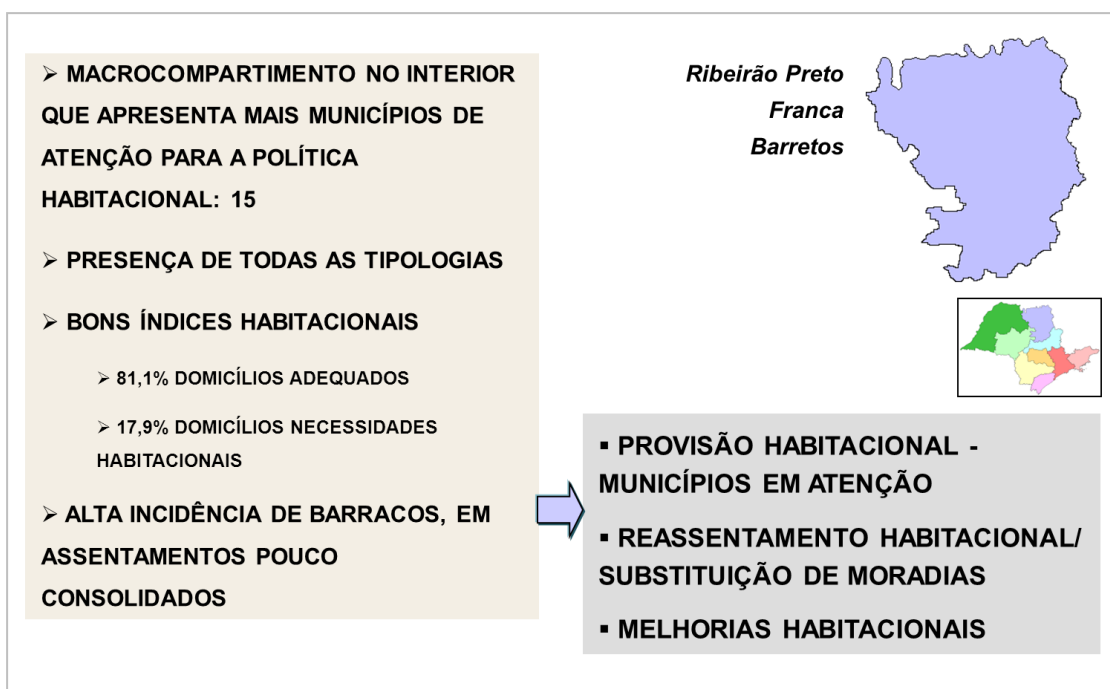 ➢ MACROCOMPARTIMENTO NO INTERIOR
QUE APRESENTA MAIS MUNICÍPIOS DE
ATENÇÃO PARA A POLÍTICA
HABITACIONAL: 15
➢ PRESENÇA DE TODAS AS TIPOLOGIAS
➢ BONS ÍNDICES HABITACIONAIS
➢ 81,1% DOMICÍLIOS ADEQUADOS
➢ 17,9% DOMICÍLIOS NECESSIDADES
HABITACIONAIS
➢ ALTA INCIDÊNCIA DE BARRACOS, EM
ASSENTAMENTOS POUCO
CONSOLIDADOS
Ribeirão Preto
Franca
Barretos
▪ PROVISÃO HABITACIONAL -
MUNICÍPIOS EM ATENÇÃO
▪ REASSENTAMENTO HABITACIONAL/
SUBSTITUIÇÃO DE MORADIAS
▪ MELHORIAS HABITACIONAIS